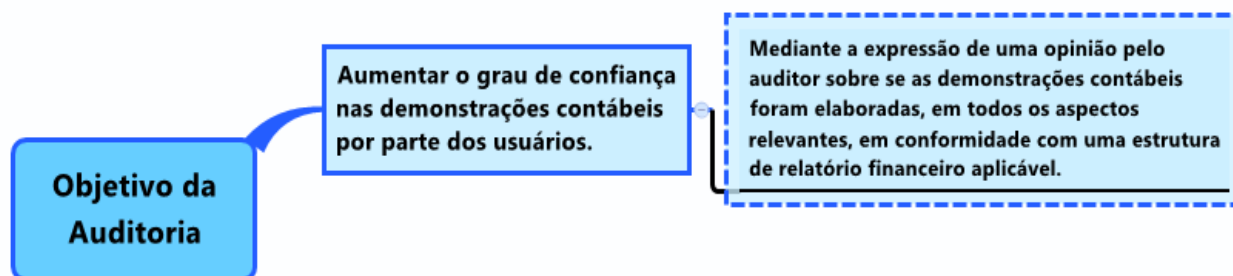 Objetivo da
Auditoria
Aumentar o grau de confiança
nas demonstrações contábeis
por parte dos usuários.
Mediante a expressão de uma opinião pelo
auditor sobre se as demonstrações contábeis
foram elaboradas, em todos os aspectos
relevantes, em conformidade com uma estrutura
de relatório financeiro aplicável.